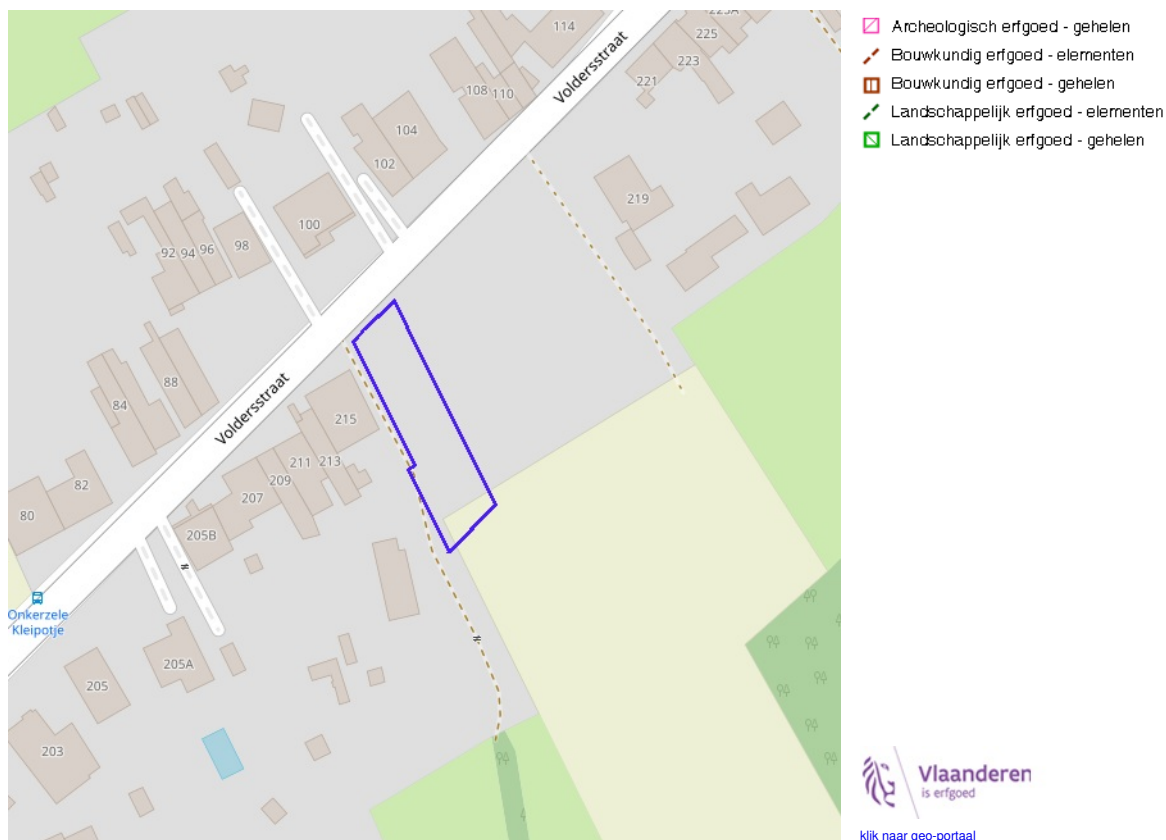 114
225A
225
223
221
108
110
Voldersstraat
104
102
219
100
98
96
94
92
88
84
Voldersstraat
215
213
211
209
207
82
80
205B
Onkerzele
Kleipotje
205A
205
203
Archeologisch erfgoed - gehelen
Bouwkundig erfgoed - elementen
Bouwkundig erfgoed - gehelen
Landschappelijk erfgoed - elementen
Landschappelijk erfgoed - gehelen
Vlaanderen
is erfgoed
klik naar geo-portaal